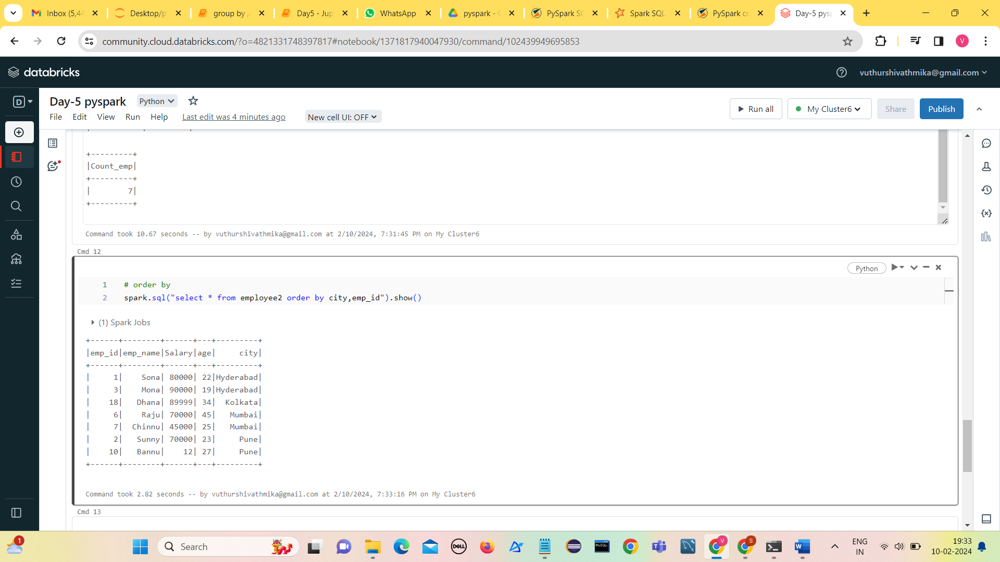 Inbox (5,44
Desktop/p
group by
Day5 - Jup
WhatsApp
pyspark -
PySpark SQ
Spark SQL
PySpark cr
Day-5 pysp
community.cloud.databricks.com/?o=4821331748397817#notebook/1371817940047930/command/102439949695853
V
databricks
vuthurshivathmika@gmail.com
D
Day-5 pyspark
Python
File Edit View Run Help Last edit was 4 minutes ago New cell UI: OFF
Run all
My Cluster6
Share
Publish
+---------+
|Count_emp|
+---------+
|        7|
+---------+
Command took 10.67 seconds -- by vuthurshivathmika@gmail.com at 2/10/2024, 7:31:45 PM on My Cluster6
Cmd 12
Python
1 # order by
2 spark.sql("select * from employee2 order by city,emp_id").show()
(1) Spark Jobs
+------+--------+------+---+---------+
|emp_id|emp_name|Salary|age|     city|
+------+--------+------+---+---------+
|     1|    Sona| 80000| 22|Hyderabad|
|     3|    Mona| 90000| 19|Hyderabad|
|    18|   Dhana| 89999| 34|  Kolkata|
|     6|    Raju| 70000| 45|   Mumbai|
|     7|  Chinnu| 45000| 25|   Mumbai|
|     2|   Sunny| 70000| 23|     Pune|
|    10|   Bannu|    12| 27|     Pune|
+------+--------+------+---+---------+
Command took 2.82 seconds -- by vuthurshivathmika@gmail.com at 2/10/2024, 7:33:16 PM on My Cluster6
Cmd 13
1
Search
DELL
V
S
ENG
IN
19:33
10-02-2024